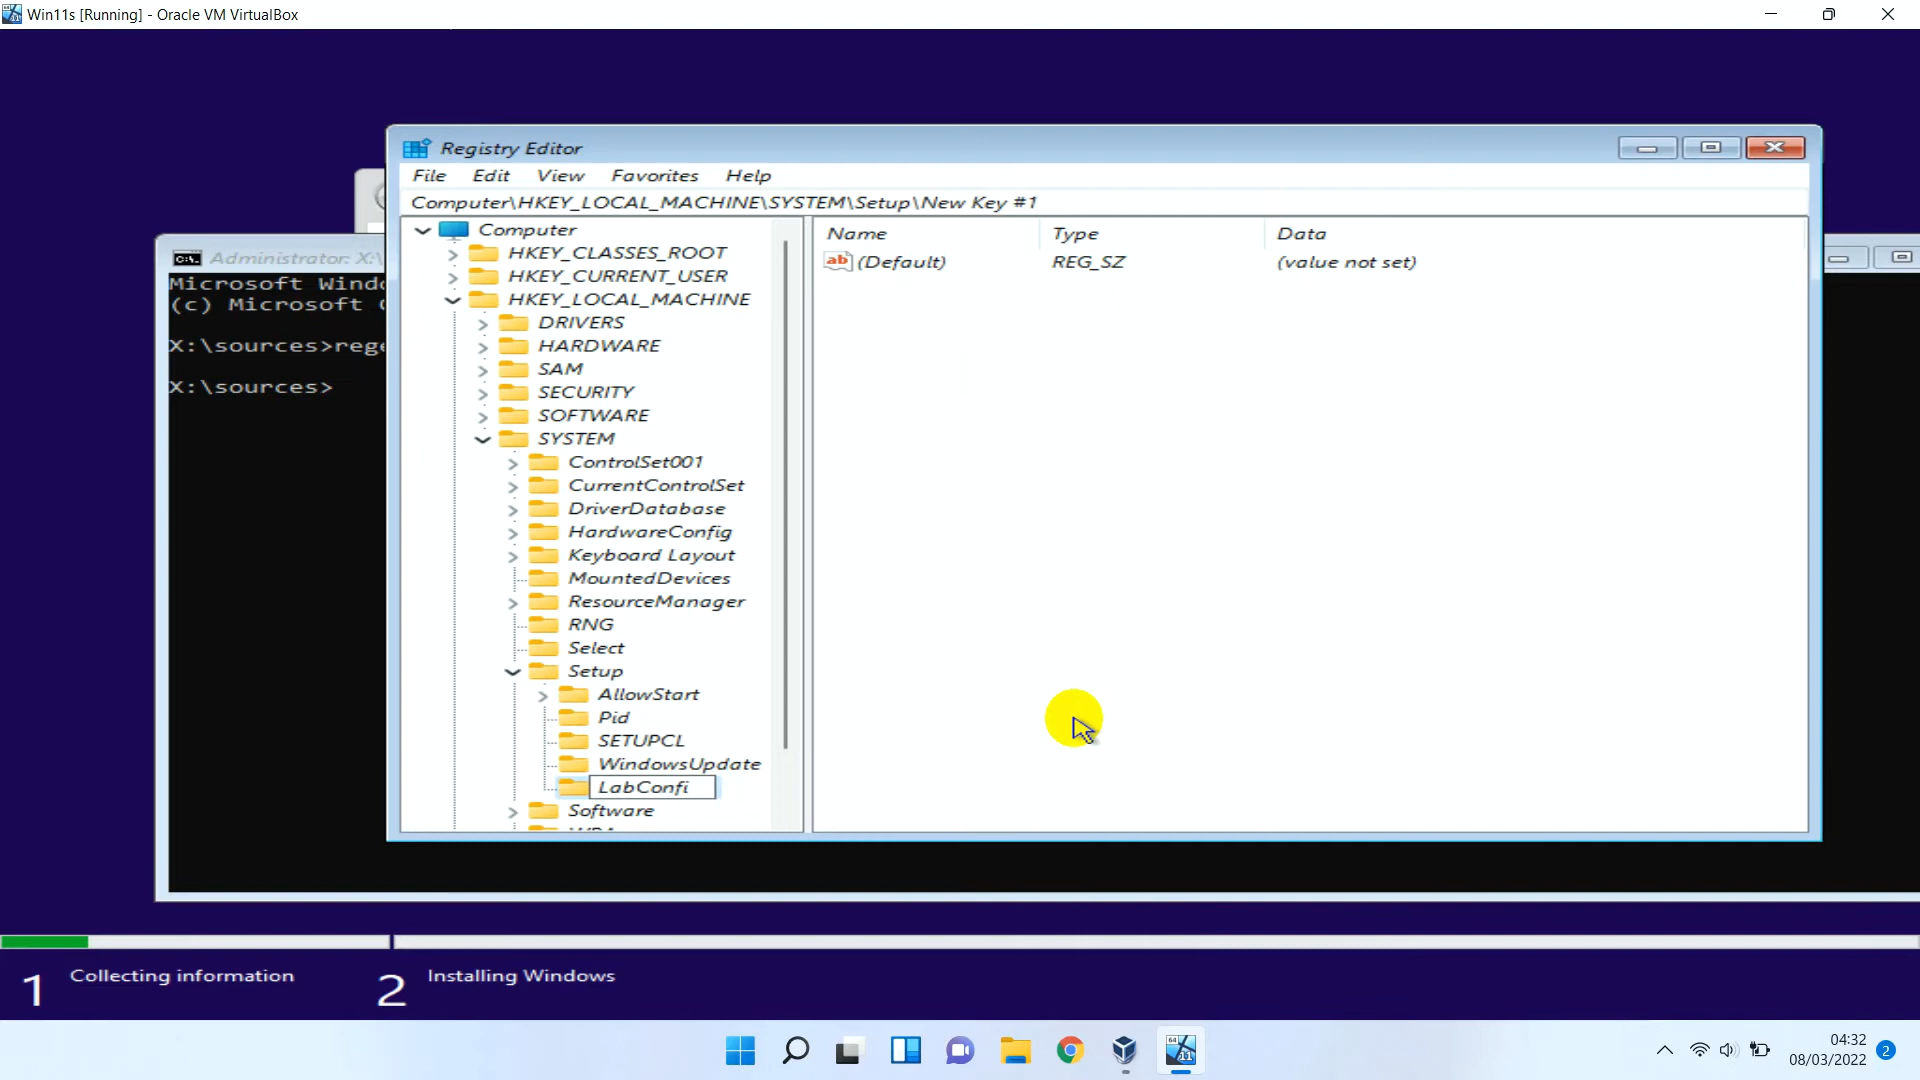 Win11s [Running] - Oracle VM VirtualBox
Registry Editor
File Edit View Favorites Help
Computer\HKEY_LOCAL_MACHINE\SYSTEM\Setup\New Key #1
Administrator: X:\
Microsoft Windo
(c) Microsoft
X:\sources>rege
X:\sources>
Computer
HKEY_CLASSES_ROOT
HKEY_CURRENT_USER
HKEY_LOCAL_MACHINE
DRIVERS
HARDWARE
SAM
SECURITY
SOFTWARE
SYSTEM
ControlSet001
CurrentControlSet
DriverDatabase
HardwareConfig
Keyboard Layout
MountedDevices
ResourceManager
RNG
Select
Setup
AllowStart
Pid
SETUPCL
WindowsUpdate
LabConfi
Software
Name Type Data
ab (Default) REG_SZ (value not set)
1 Collecting information 2 Installing Windows
04:32
08/03/2022 2